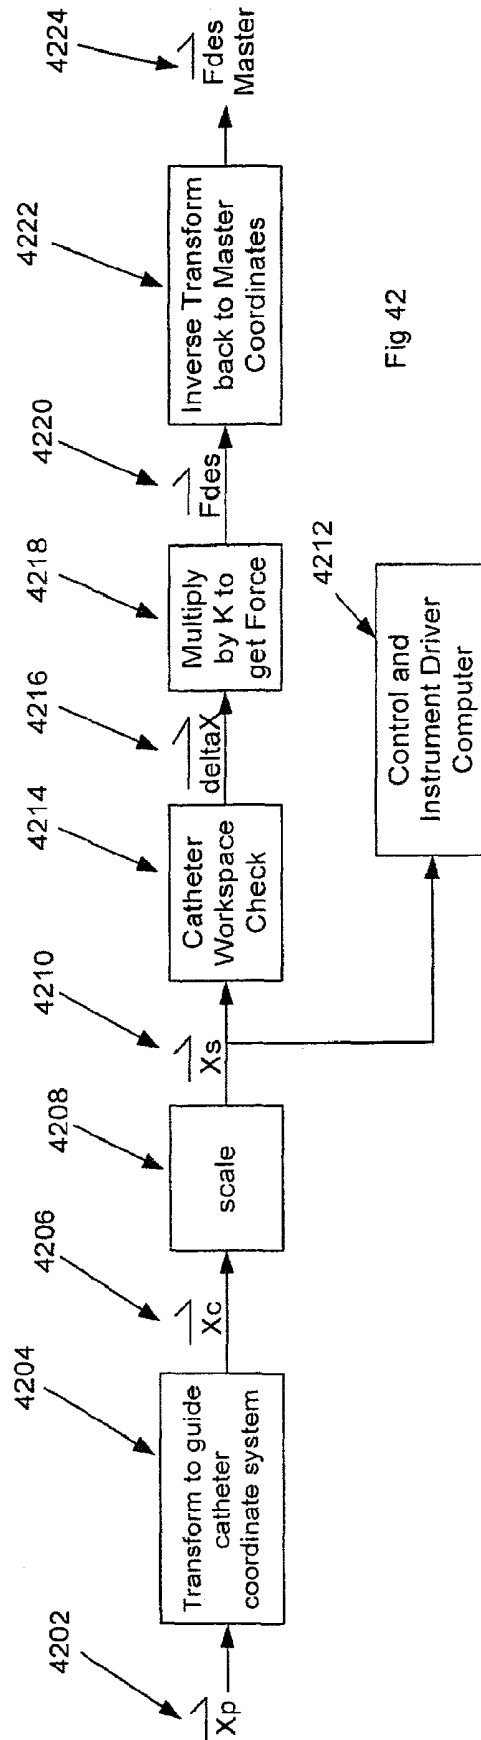 4202
Xp
4204
Transform to guide
catheter
coordinate system
4206
Xc
4208
scale
4210
Xs
4212
Control and
Instrument Driver
Computer
4214
Catheter
Workspace
Check
4216
deltaX
4218
Multiply
by K to
get Force
4220
Fdes
4222
Inverse Transform
back to Master
Coordinates
4224
Fdes
Master
Fig 42